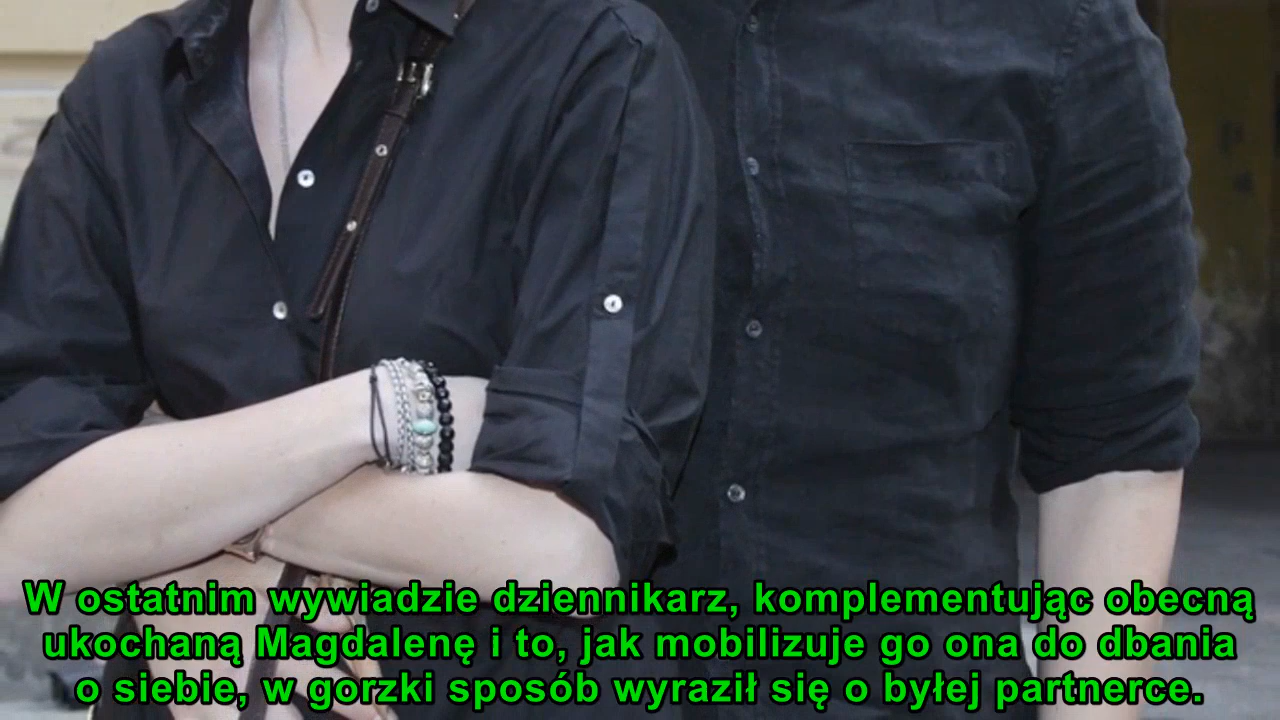 W ostatnim wywiadzie dziennikarz, komplementując obecną
ukochaną Magdalenę i to, jak mobilizuje go ona do dbania
o siebie, w gorzki sposób wyraził się o byłej partnerce.